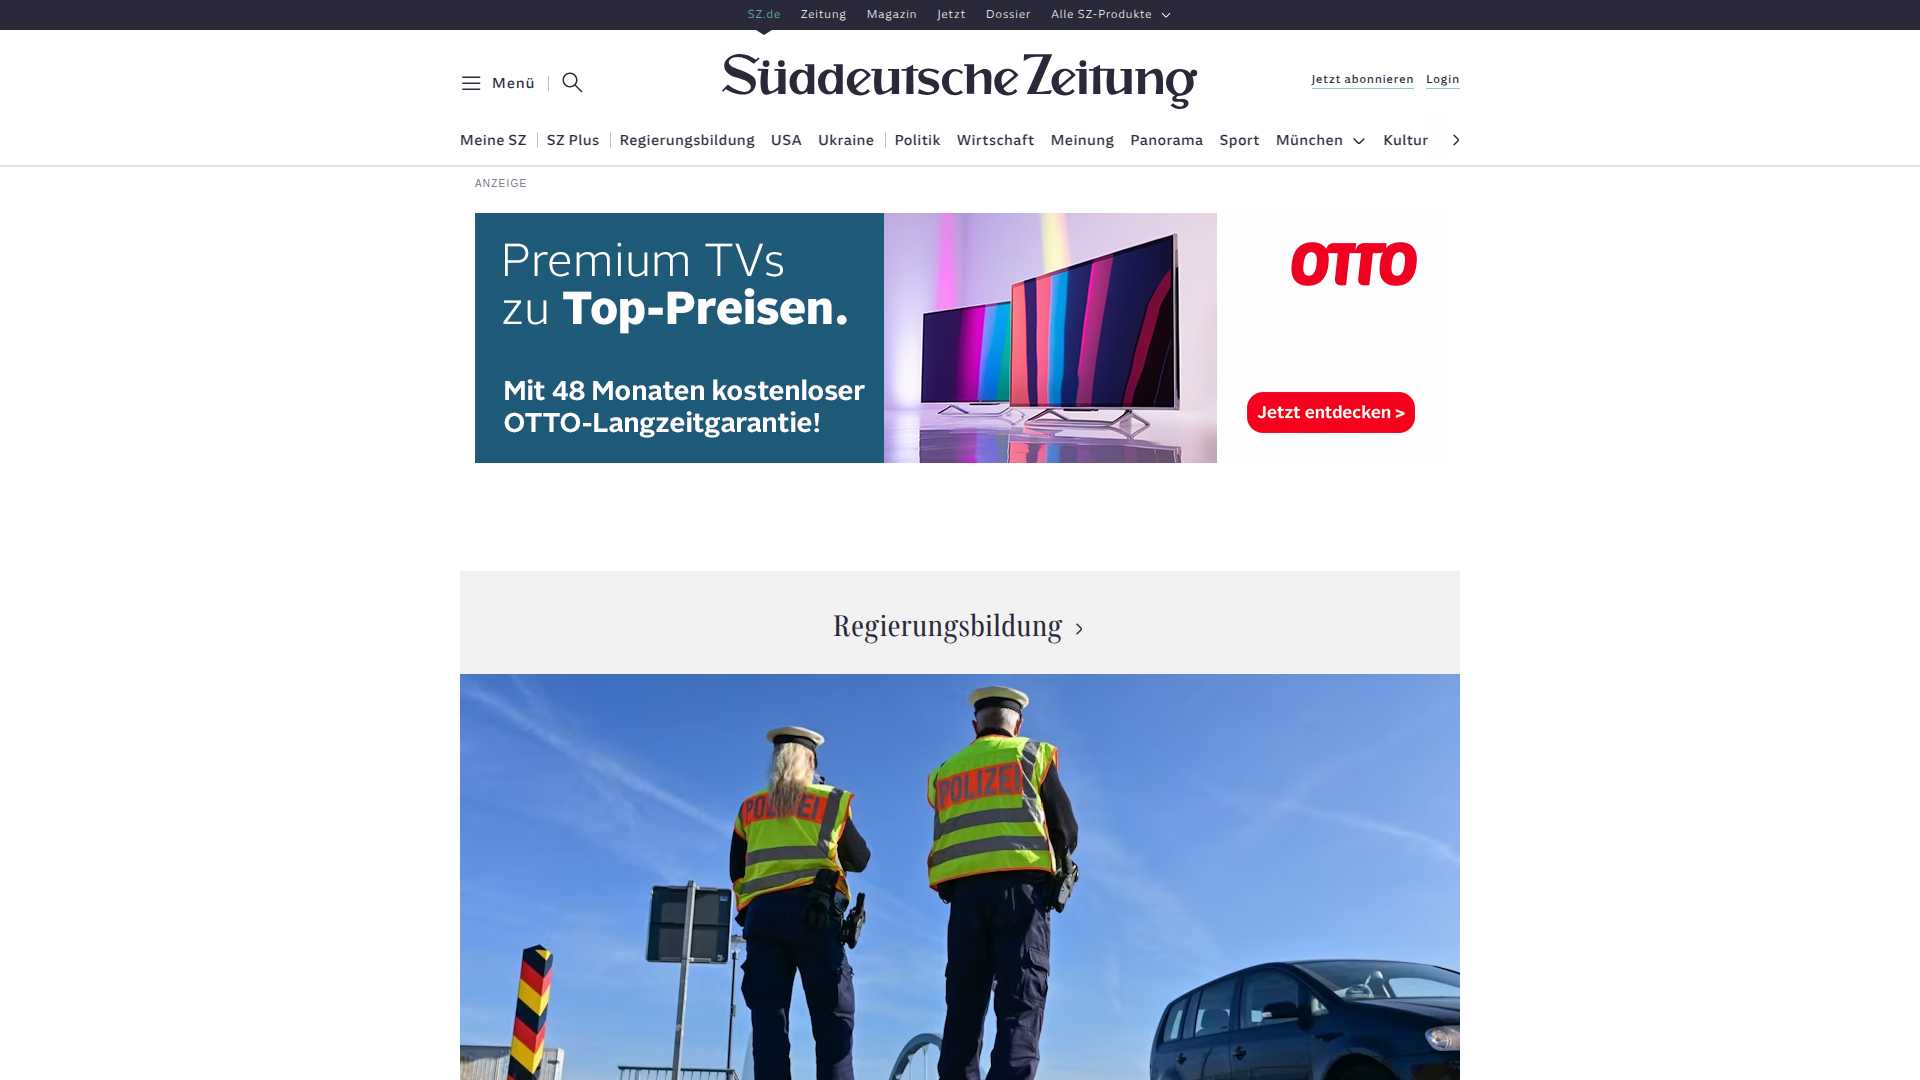 SZ.de Zeitung Magazin Jetzt Dossier Alle SZ-Produkte
Menü
Süddeutsche Zeitung
Jetzt abonnieren Login
Meine SZ SZ Plus Regierungsbildung USA Ukraine Politik Wirtschaft Meinung Panorama Sport München Kultur
ANZEIGE
Premium TVs
zu Top-Preisen.
Mit 48 Monaten kostenloser
OTTO-Langzeitgarantie!
OTTO
Jetzt entdecken >
Regierungsbildung
POLIZEI
POLIZEI